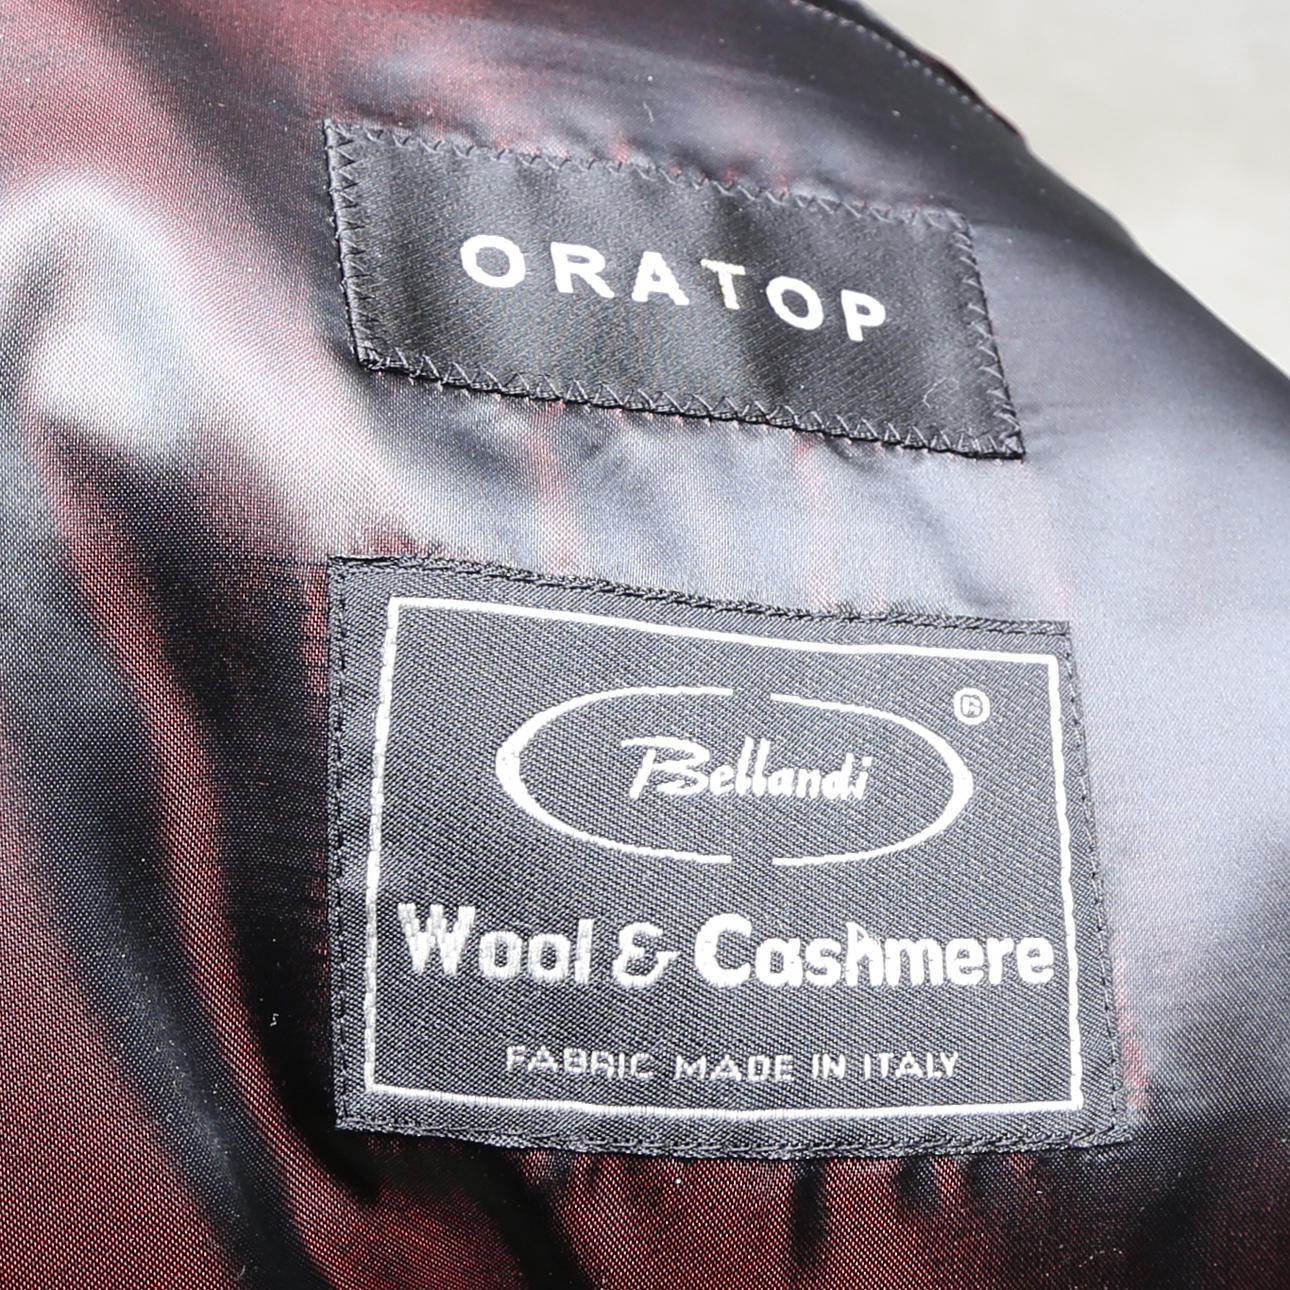 ORATOP
®
Bellandi
Wool & Cashmere
FABRIC MADE IN ITALY